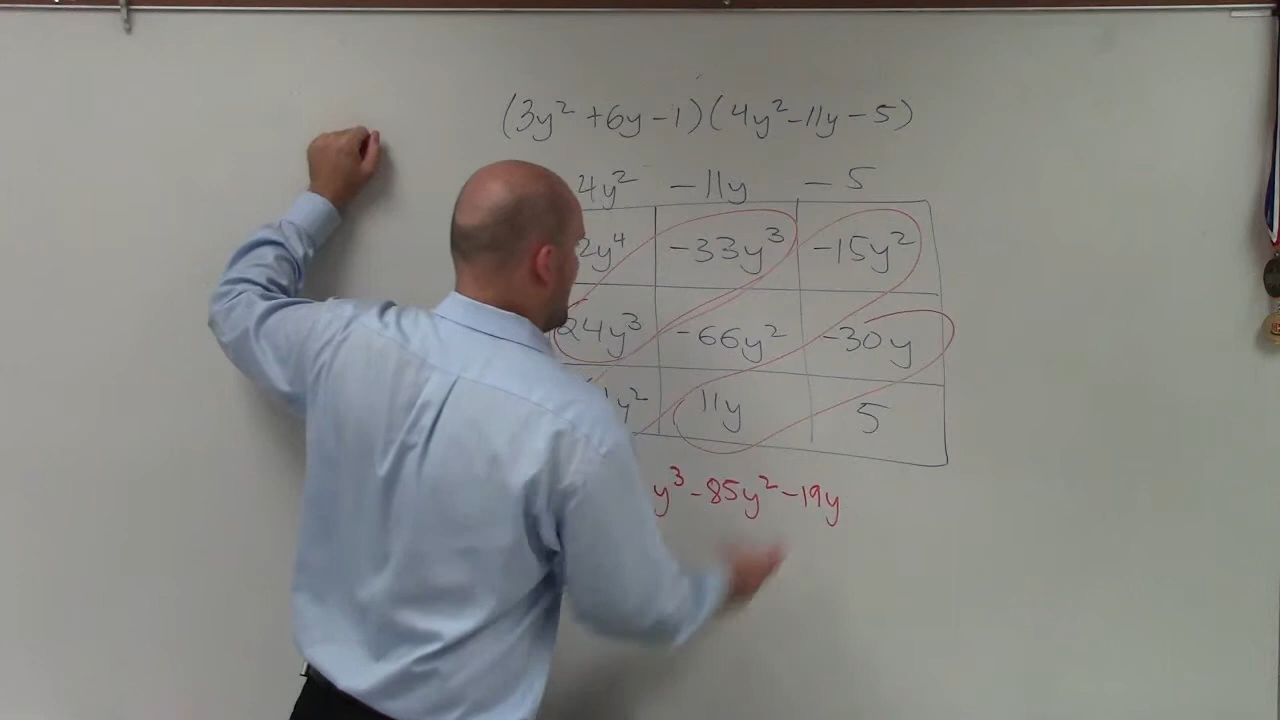 (3y² +6y -1)(4y² -11y -5)
4y² -11y -5
2y⁴ -33y³ -15y²
24y³ -66y² -30y
y² 11y 5
y³ -85y² -19y